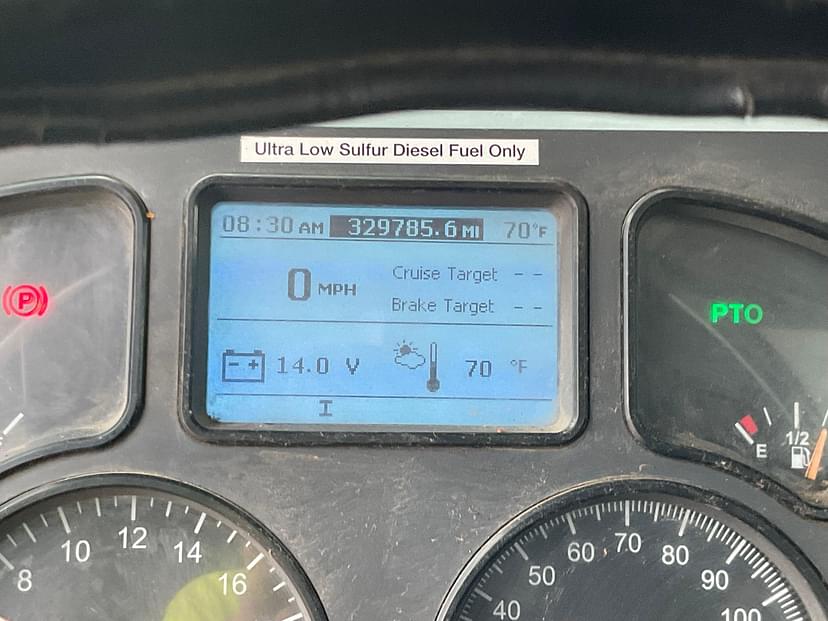 Ultra Low Sulfur Diesel Fuel Only
08:30 AM 329785.6 MI 70°F
0 MPH
Cruise Target - -
Brake Target - -
14.0 V
70 °F
P
PTO
E 1/2
8 10 12 14 16
40 50 60 70 80 90 100